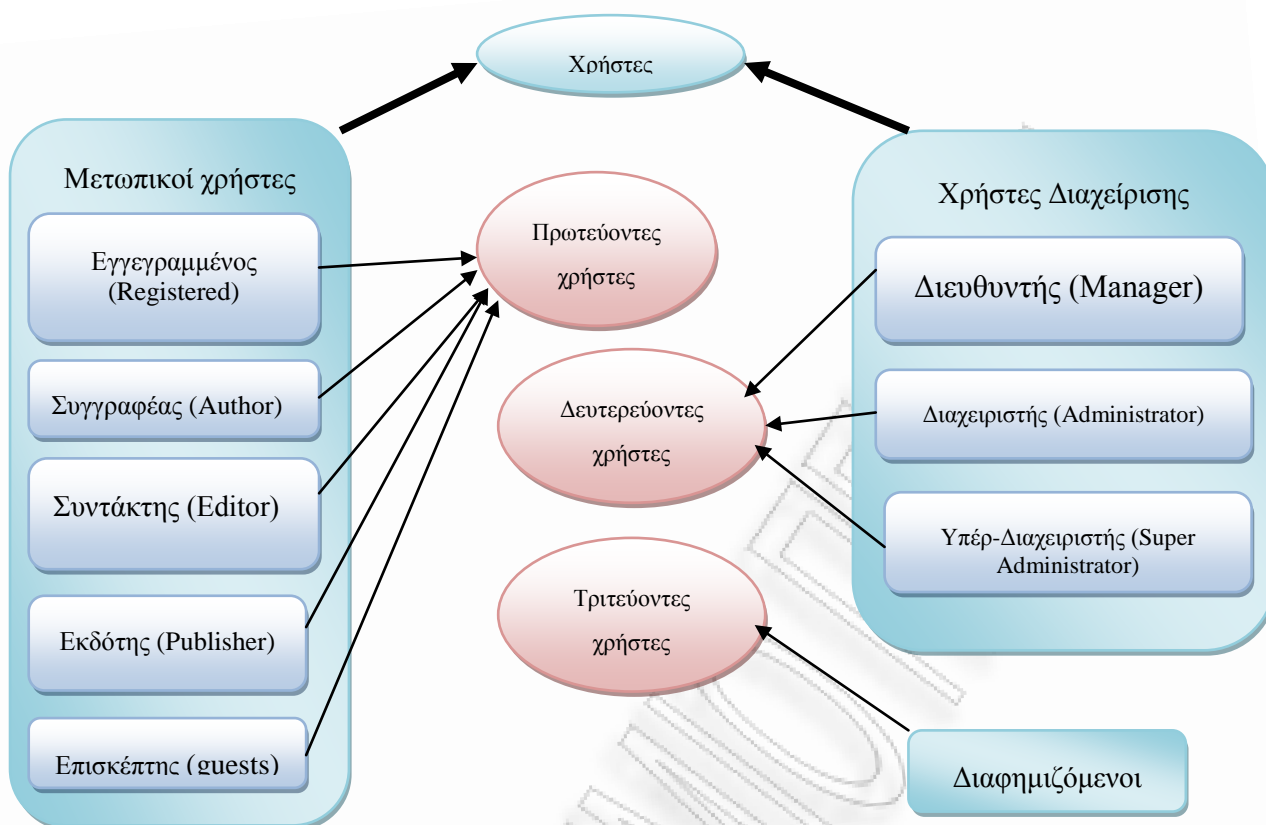 Χρήστες
Μετωπικοί χρήστες
Εγγεγραμμένος
(Registered)
Συγγραφέας (Author)
Συντάκτης (Editor)
Εκδότης (Publisher)
Επισκέπτης (guests)
Πρωτεύοντες
χρήστες
Δευτερεύοντες
χρήστες
Τριτεύοντες
χρήστες
Χρήστες Διαχείρισης
Διευθυντής (Manager)
Διαχειριστής (Administrator)
Υπέρ-Διαχειριστής (Super
Administrator)
Διαφημιζόμενοι